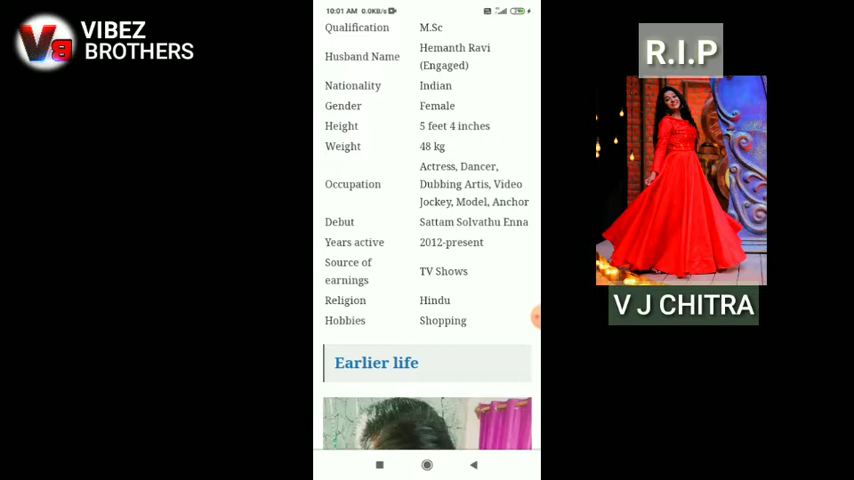 VIBEZ
BROTHERS
VB
10:01 AM 0.0KB/s
Qualification M.Sc
Husband Name Hemanth Ravi
(Engaged)
Nationality Indian
Gender Female
Height 5 feet 4 inches
Weight 48 kg
Occupation Actress, Dancer,
Dubbing Artis, Video
Jockey, Model, Anchor
Debut Sattam Solvathu Enna
Years active 2012-present
Source of
earnings TV Shows
Religion Hindu
Hobbies Shopping
Earlier life
R.I.P
V J CHITRA